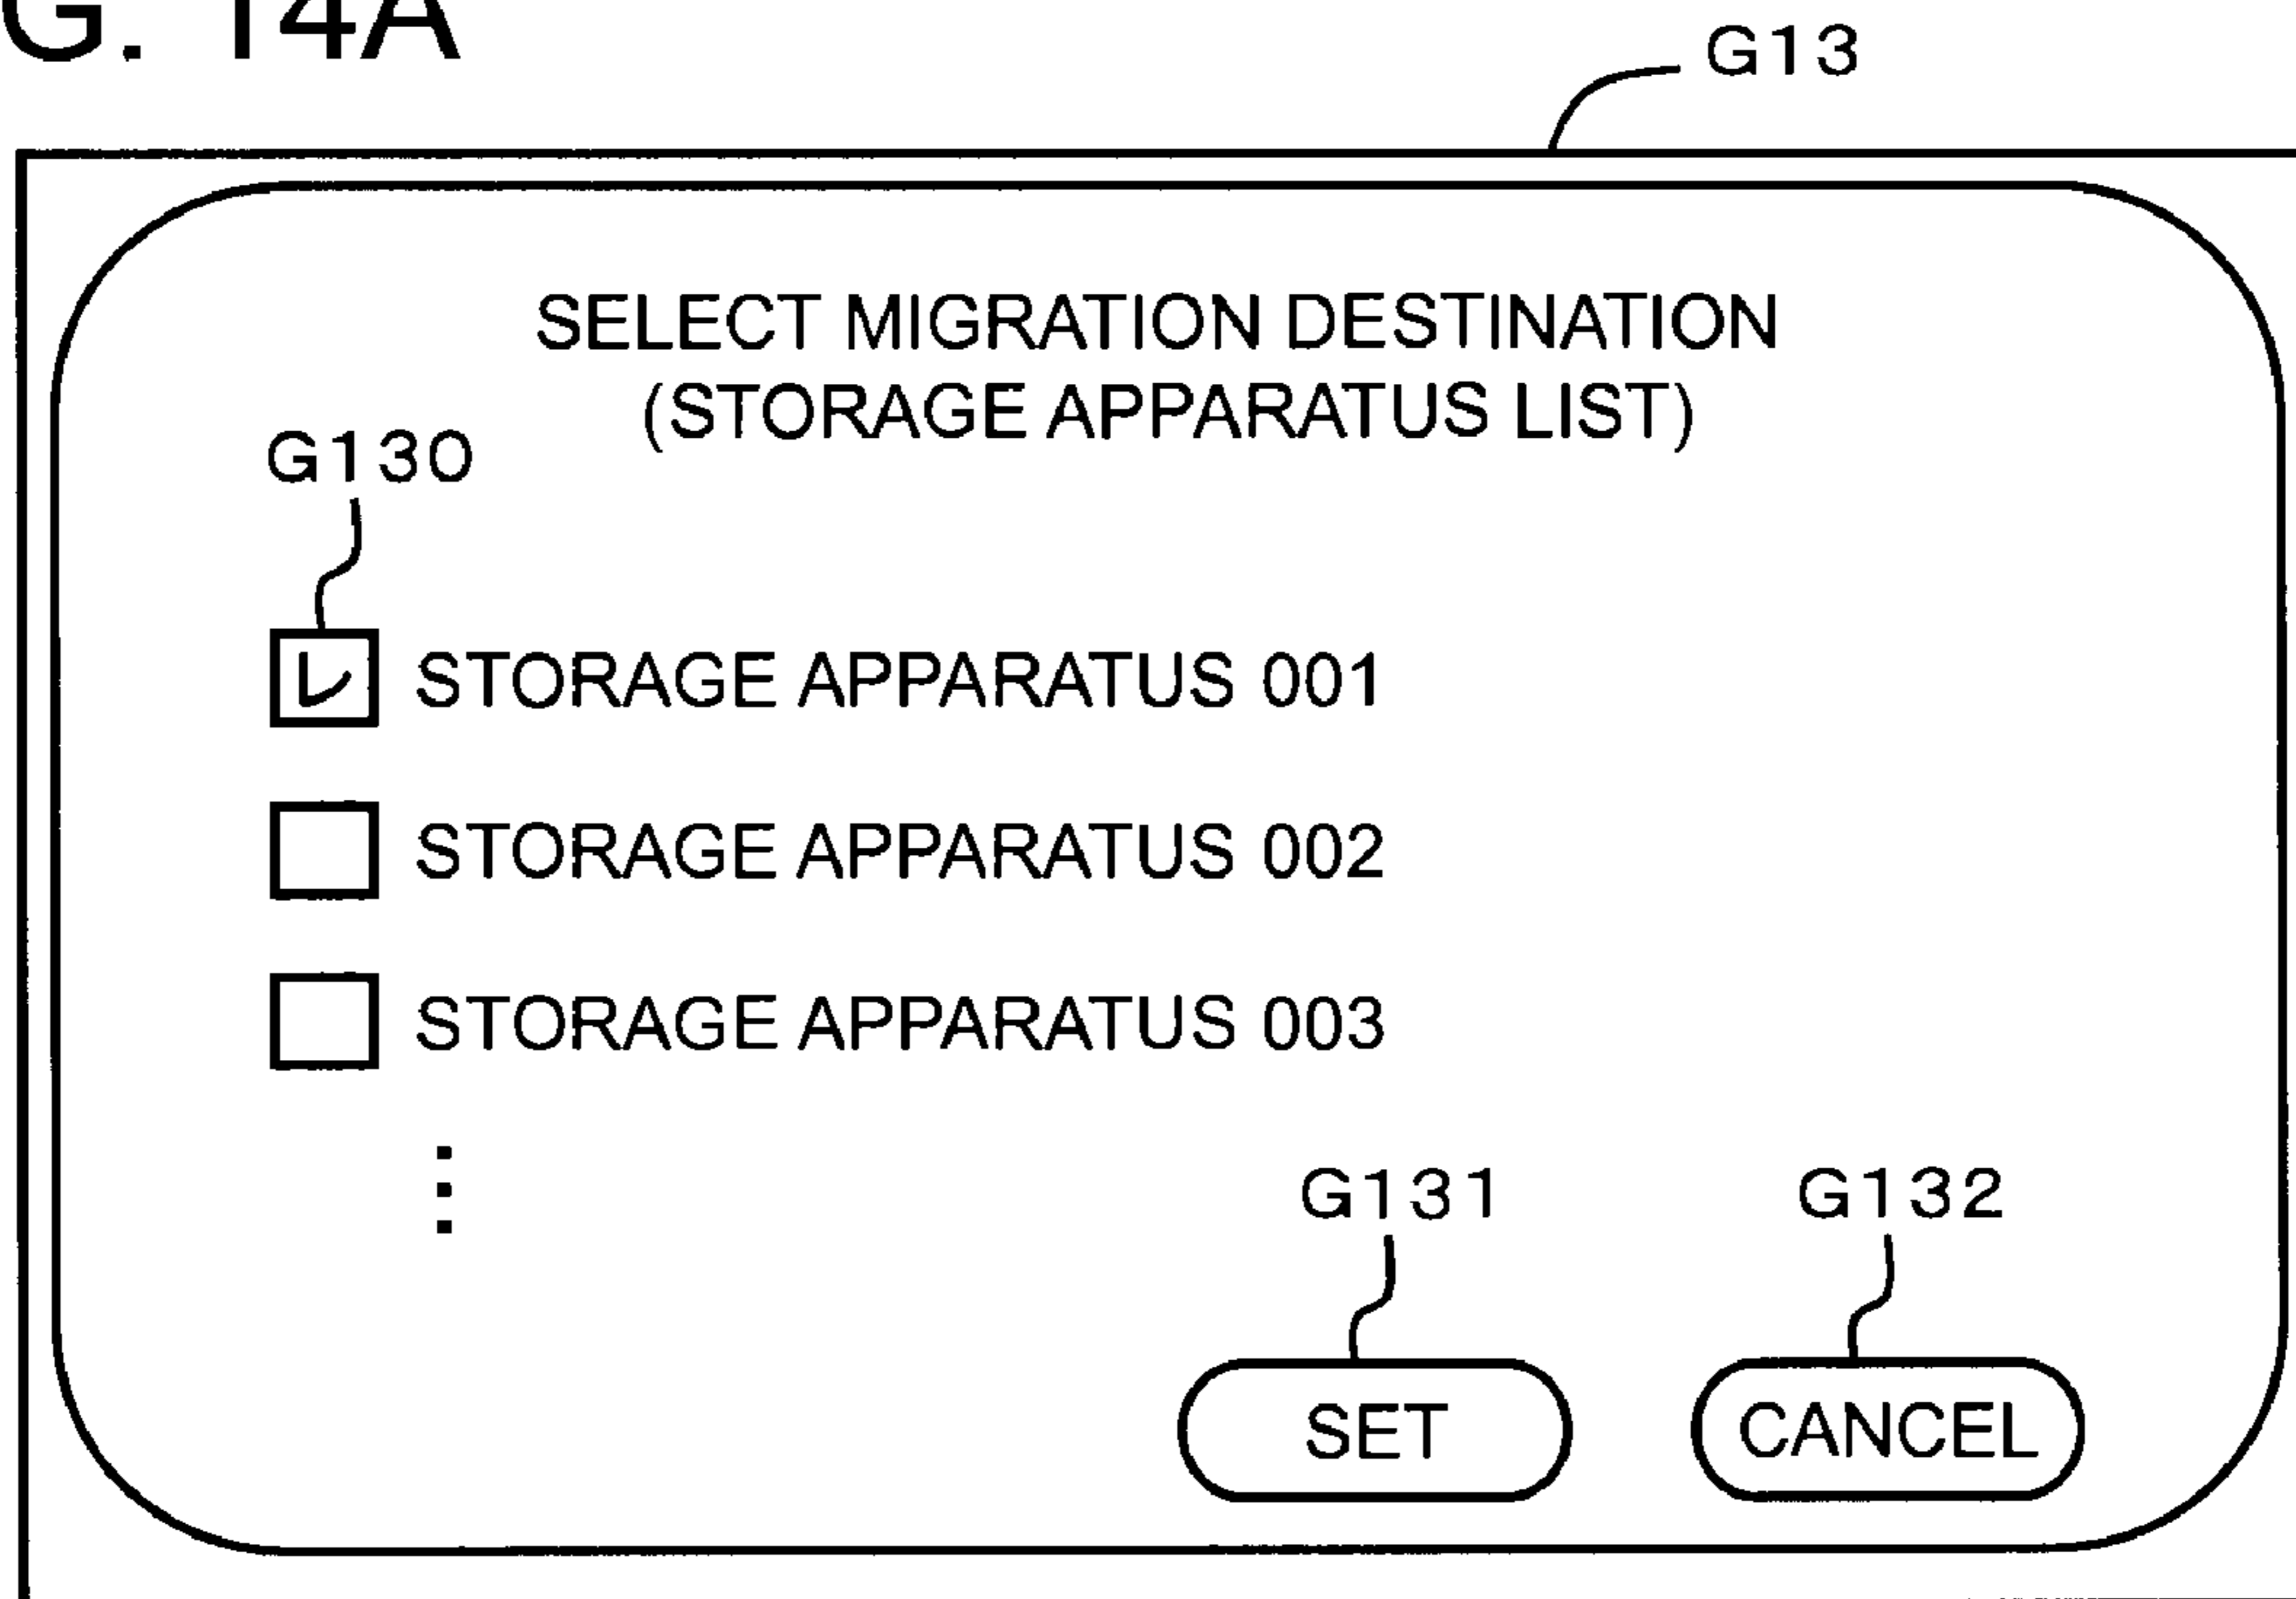 G. 14A
G13
SELECT MIGRATION DESTINATION
(STORAGE APPARATUS LIST)
G130
STORAGE APPARATUS 001
STORAGE APPARATUS 002
STORAGE APPARATUS 003
G131
G132
SET
CANCEL